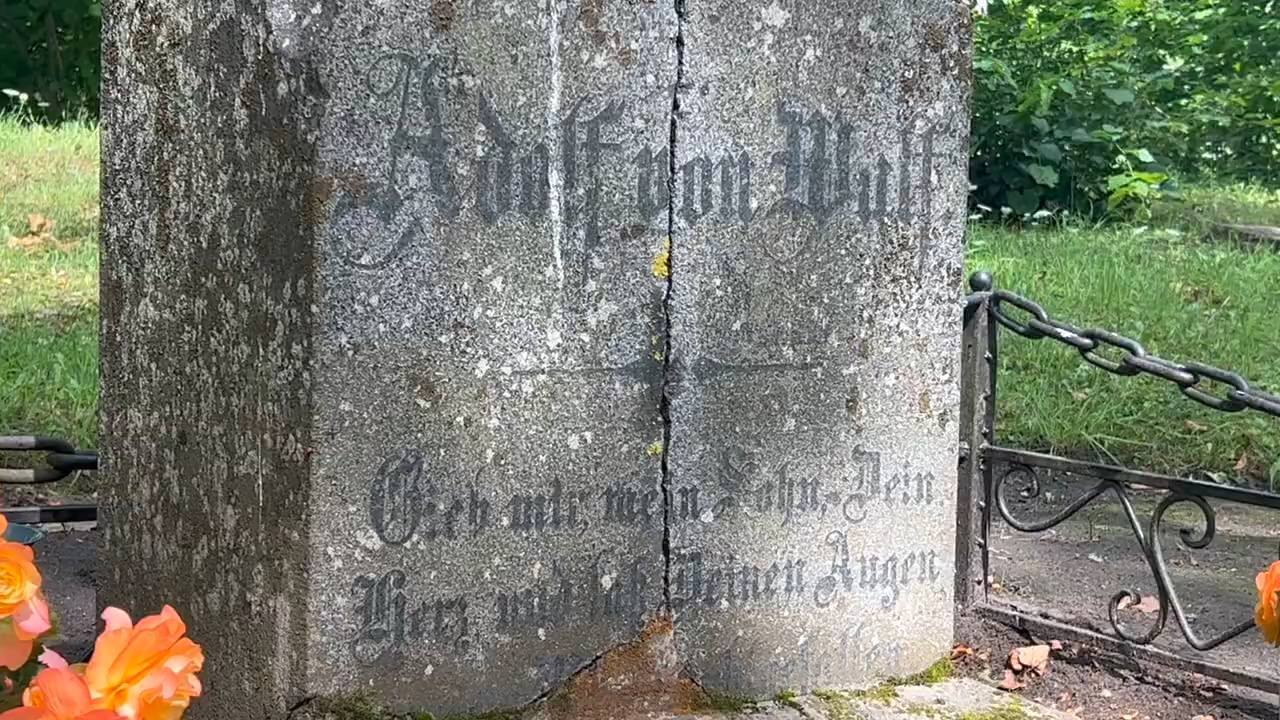 Adolf von Wulf
Gieb mir, mein Sohn, Dein
Herz und laß Deinen Augen